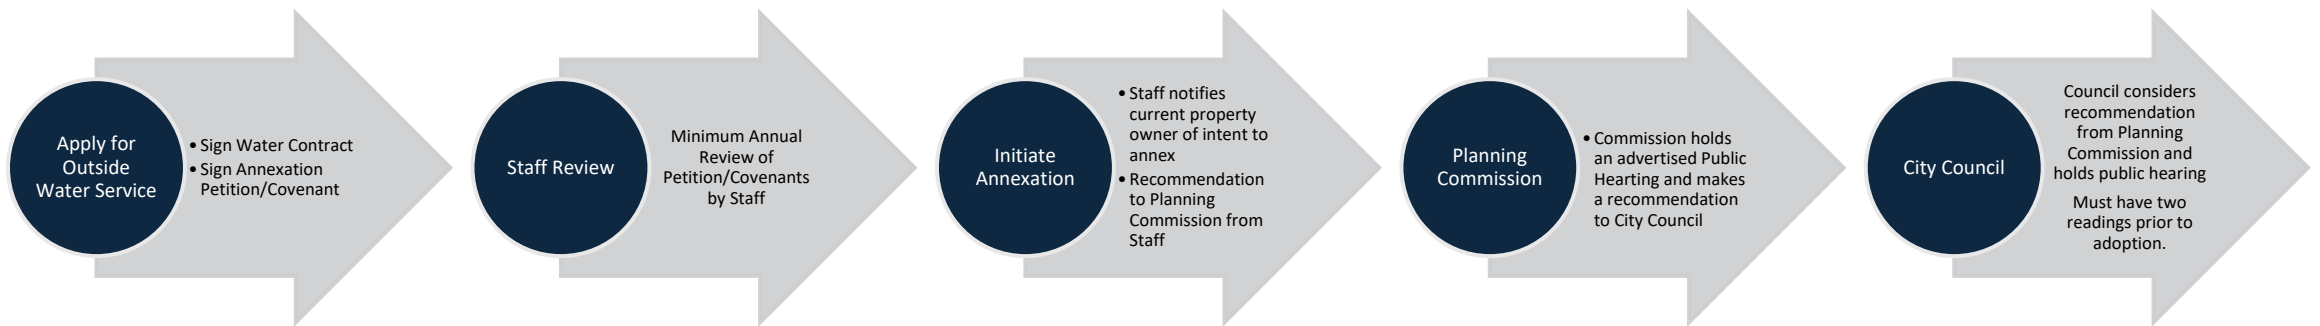 Apply for
Outside
Water Service
• Sign Water Contract
• Sign Annexation
Petition/Covenant
Staff Review
Minimum Annual
Review of
Petition/Covenants
by Staff
Initiate
Annexation
• Staff notifies
current property
owner of intent to
annex
• Recommendation
to Planning
Commission from
Staff
Planning
Commission
• Commission holds
an advertised Public
Hearting and makes
a recommendation
to City Council
City Council
Council considers
recommendation
from Planning
Commission and
holds public hearing
Must have two
readings prior to
adoption.